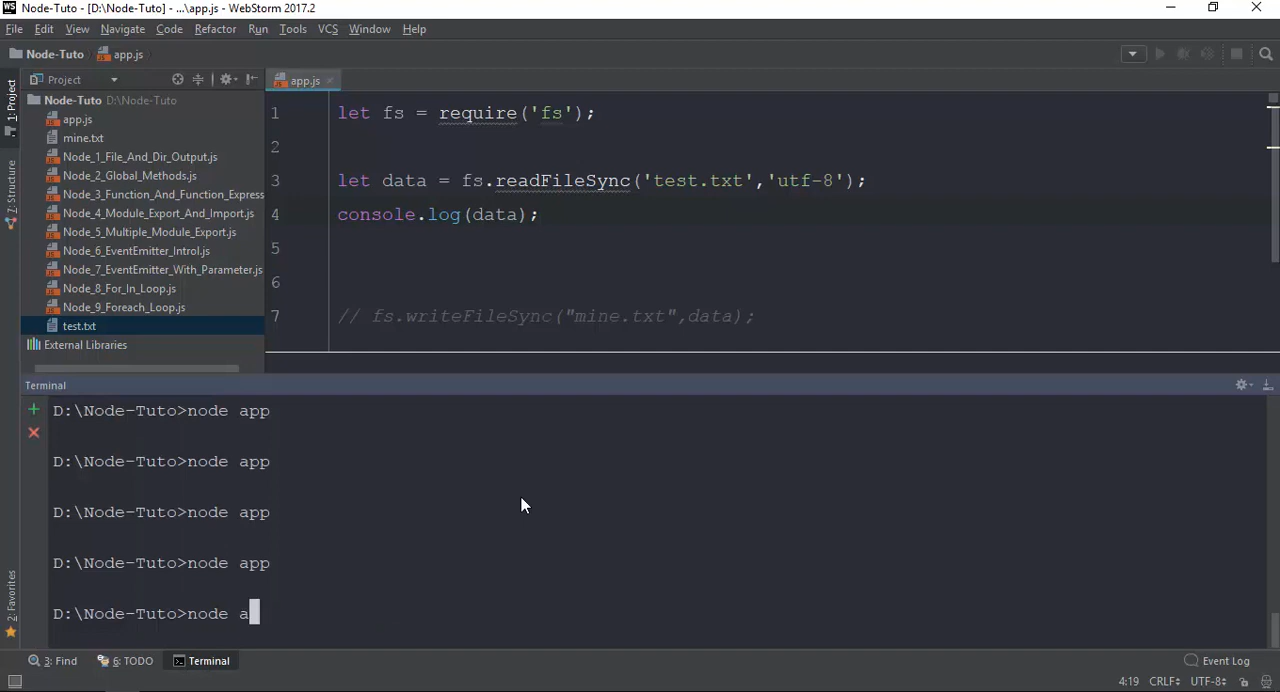 WS Node-Tuto - [D:\Node-Tuto] - ...\app.js - WebStorm 2017.2
File Edit View Navigate Code Refactor Run Tools VCS Window Help
Node-Tuto app.js
1: Project
Z: Structure
2: Favorites
Project
Node-Tuto D:\Node-Tuto
app.js
mine.txt
Node_1_File_And_Dir_Output.js
Node_2_Global_Methods.js
Node_3_Function_And_Function_Express
Node_4_Module_Export_And_Import.js
Node_5_Multiple_Module_Export.js
Node_6_EventEmitter_Introl.js
Node_7_EventEmitter_With_Parameter.js
Node_8_For_In_Loop.js
Node_9_Foreach_Loop.js
test.txt
External Libraries
app.js
1 let fs = require('fs');
2
3 let data = fs.readFileSync('test.txt','utf-8');
4 console.log(data);
5
6
7 // fs.writeFileSync("mine.txt",data);
Terminal
D:\Node-Tuto>node app
D:\Node-Tuto>node app
D:\Node-Tuto>node app
D:\Node-Tuto>node app
D:\Node-Tuto>node a
3: Find 6: TODO Terminal Event Log
4:19 CRLF UTF-8